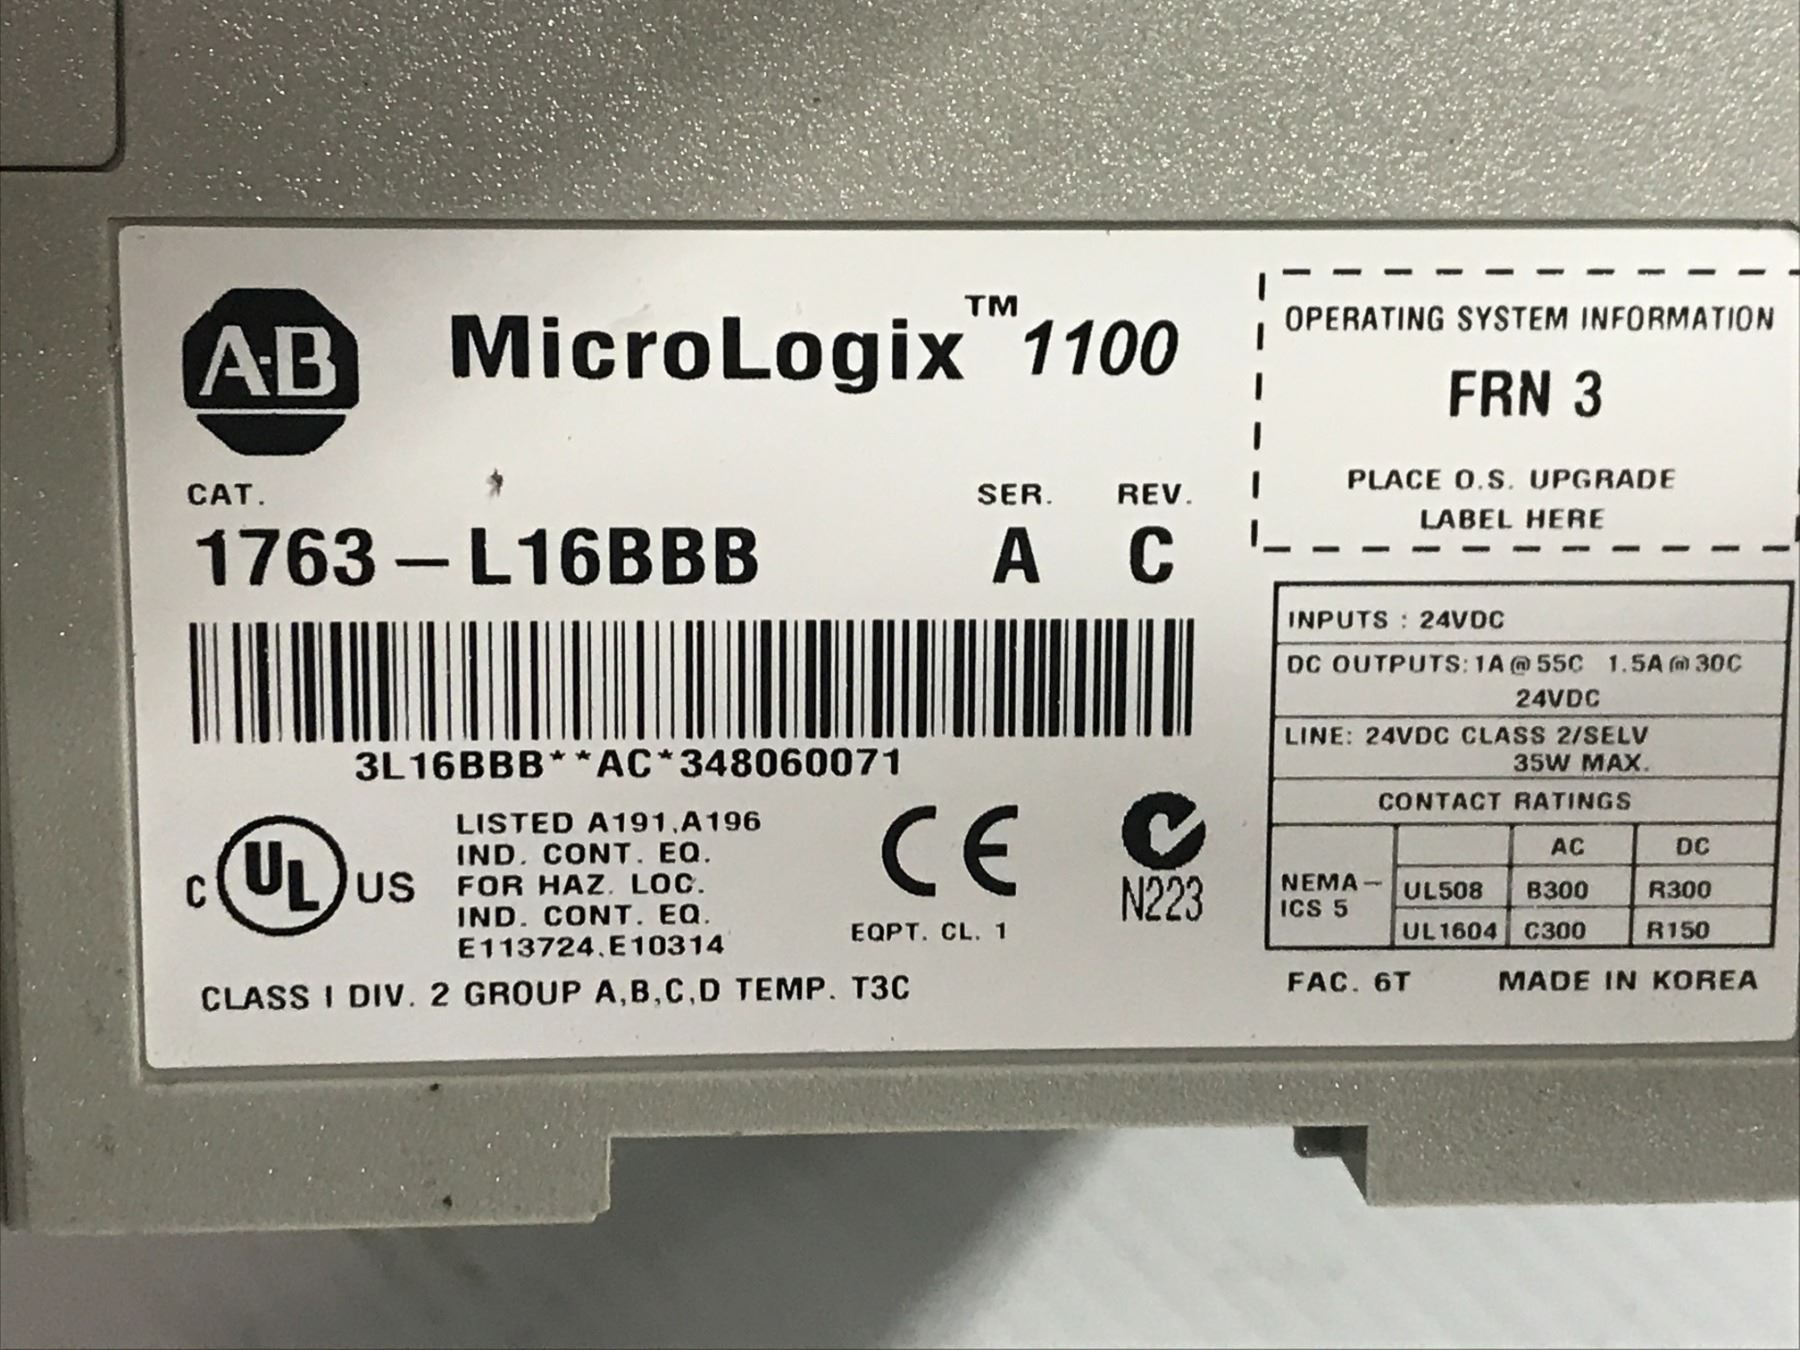 A-B
MicroLogix™ 1100
CAT. SER. REV.
1763-L16BBB A C
3L16BBB**AC*348060071
C UL US
LISTED A191,A196
IND. CONT. EQ.
FOR HAZ. LOC.
IND. CONT. EQ.
E113724,E10314
CE
EQPT. CL. 1
N223
CLASS I DIV. 2 GROUP A,B,C,D TEMP. T3C
OPERATING SYSTEM INFORMATION
FRN 3
PLACE O.S. UPGRADE
LABEL HERE
INPUTS : 24VDC
DC OUTPUTS: 1A@55C 1.5A@30C
24VDC
LINE: 24VDC CLASS 2/SELV
35W MAX.
CONTACT RATINGS
AC DC
NEMA-
ICS 5
UL508 B300 R300
UL1604 C300 R150
FAC. 6T MADE IN KOREA